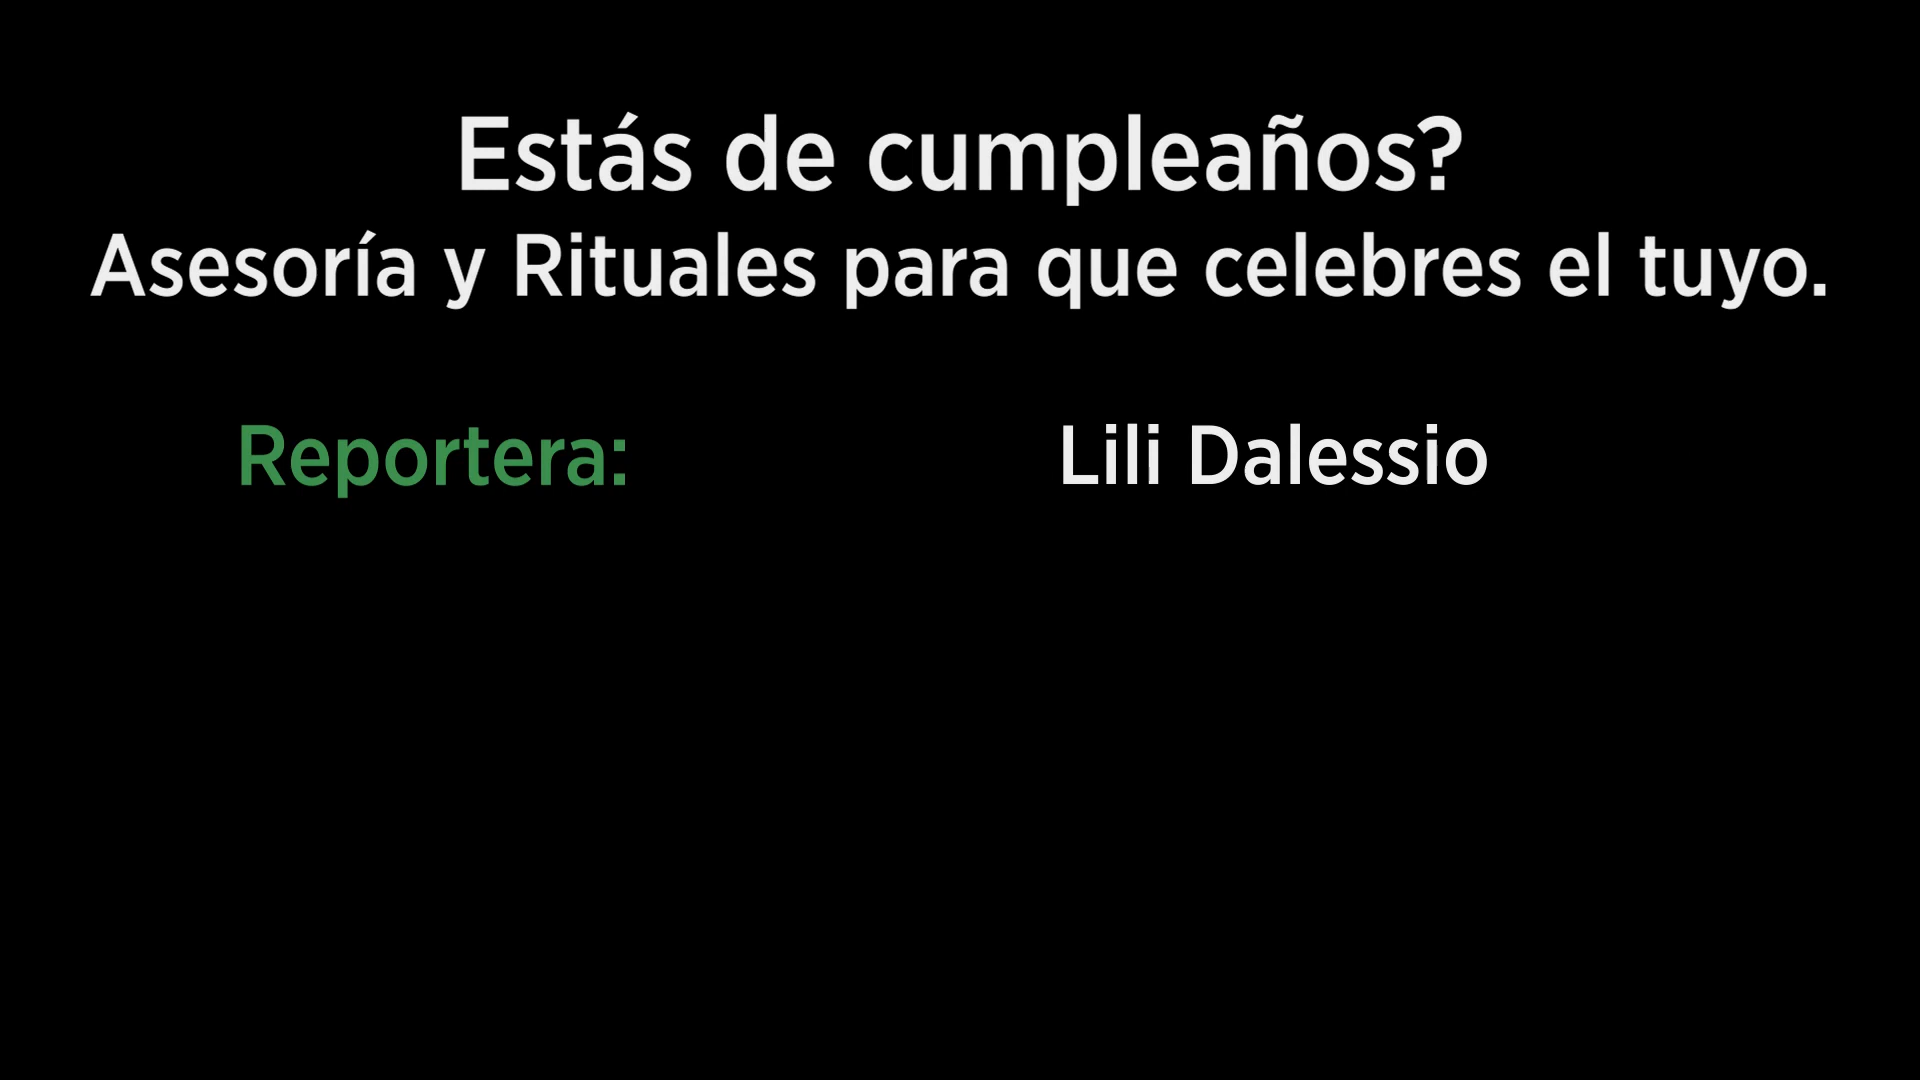 Estás de cumpleaños?
Asesoría y Rituales para que celebres el tuyo.
Reportera: Lili Dalessio